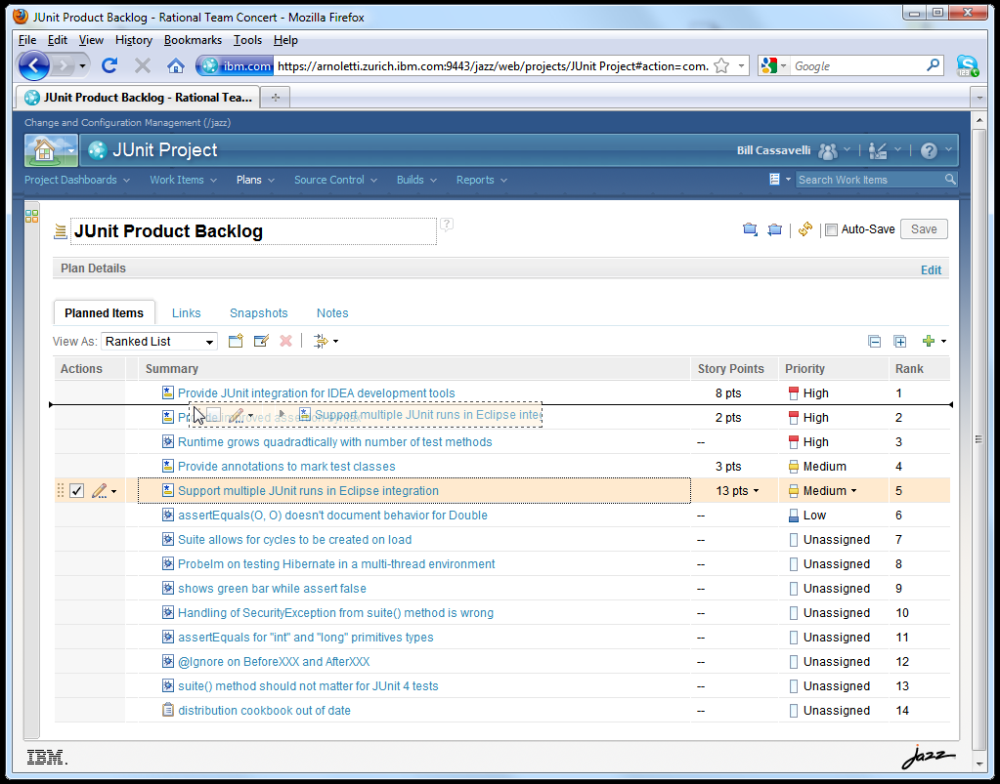 JUnit Product Backlog - Rational Team Concert - Mozilla Firefox
File Edit View History Bookmarks Tools Help
ibm.com https://arnoletti.zurich.ibm.com:9443/jazz/web/projects/JUnit Project#action=com. Google
JUnit Product Backlog - Rational Tea...
Change and Configuration Management (/jazz)
JUnit Project Bill Cassavelli
Project Dashboards Work Items Plans Source Control Builds Reports Search Work Items
JUnit Product Backlog ? Auto-Save Save
Plan Details Edit
Planned Items Links Snapshots Notes
View As: Ranked List
Actions Summary Story Points Priority Rank
Provide JUnit integration for IDEA development tools 8 pts High 1
Provide improved assertion syntax 2 pts High 2
Support multiple JUnit runs in Eclipse inte
Runtime grows quadradtically with number of test methods -- High 3
Provide annotations to mark test classes 3 pts Medium 4
Support multiple JUnit runs in Eclipse integration 13 pts Medium 5
assertEquals(O, O) doesn't document behavior for Double -- Low 6
Suite allows for cycles to be created on load -- Unassigned 7
Probelm on testing Hibernate in a multi-thread environment -- Unassigned 8
shows green bar while assert false -- Unassigned 9
Handling of SecurityException from suite() method is wrong -- Unassigned 10
assertEquals for "int" and "long" primitives types -- Unassigned 11
@Ignore on BeforeXXX and AfterXXX -- Unassigned 12
suite() method should not matter for JUnit 4 tests -- Unassigned 13
distribution cookbook out of date -- Unassigned 14
IBM. jazz